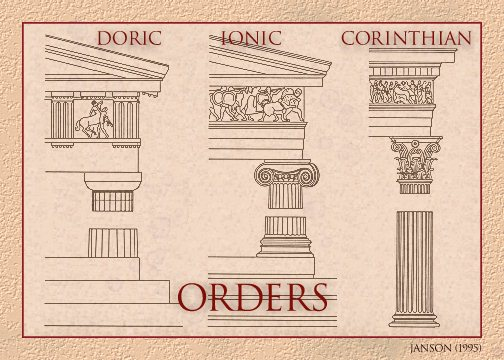 DORIC IONIC CORINTHIAN
ORDERS
JANSON (1995)